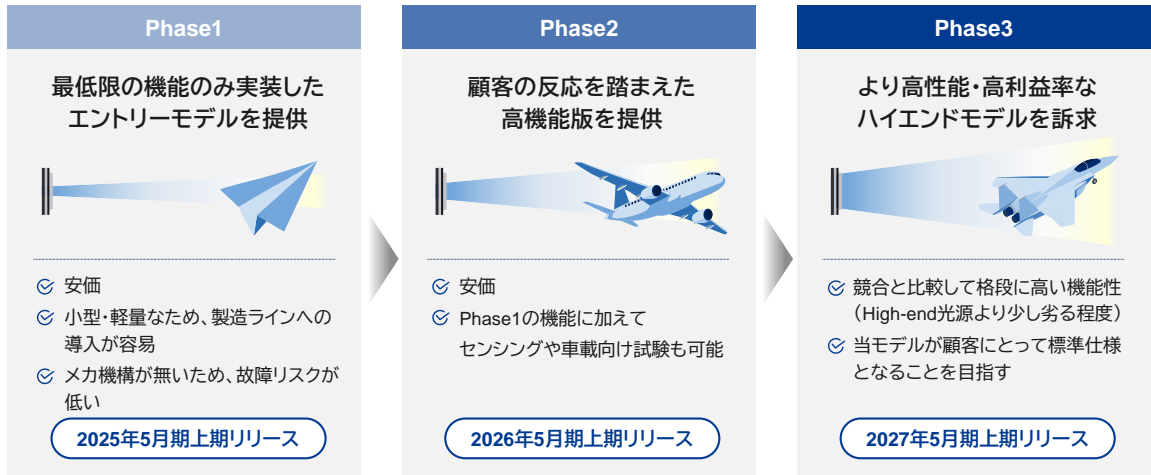 Phase1
最低限の機能のみ実装した
エントリーモデルを提供
安価
小型・軽量なため、製造ラインへの
導入が容易
メカ機構が無いため、故障リスクが
低い
2025年5月期上期リリース
Phase2
顧客の反応を踏まえた
高機能版を提供
安価
Phase1の機能に加えて
センシングや車載向け試験も可能
2026年5月期上期リリース
Phase3
より高性能・高利益率な
ハイエンドモデルを訴求
競合と比較して格段に高い機能性
（High-end光源より少し劣る程度）
当モデルが顧客にとって標準仕様
となることを目指す
2027年5月期上期リリース